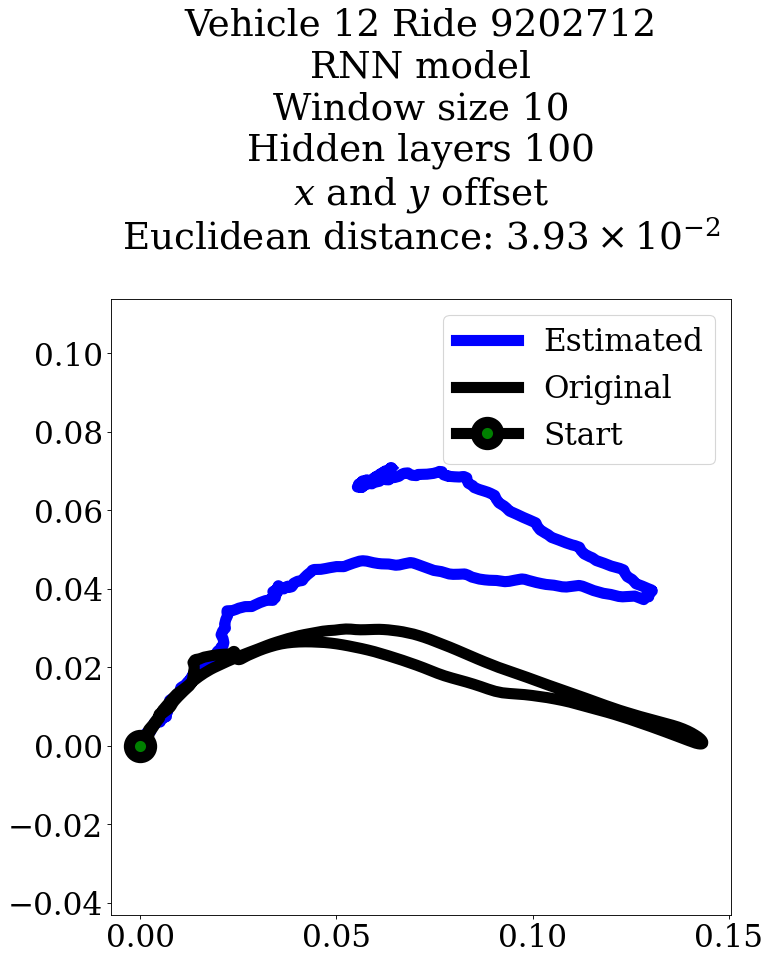 Vehicle 12 Ride 9202712
RNN model
Window size 10
Hidden layers 100
x and y offset
Euclidean distance: 3.93 × 10⁻²
Estimated
Original
Start
0.10
0.08
0.06
0.04
0.02
0.00
−0.02
−0.04
0.00 0.05 0.10 0.15